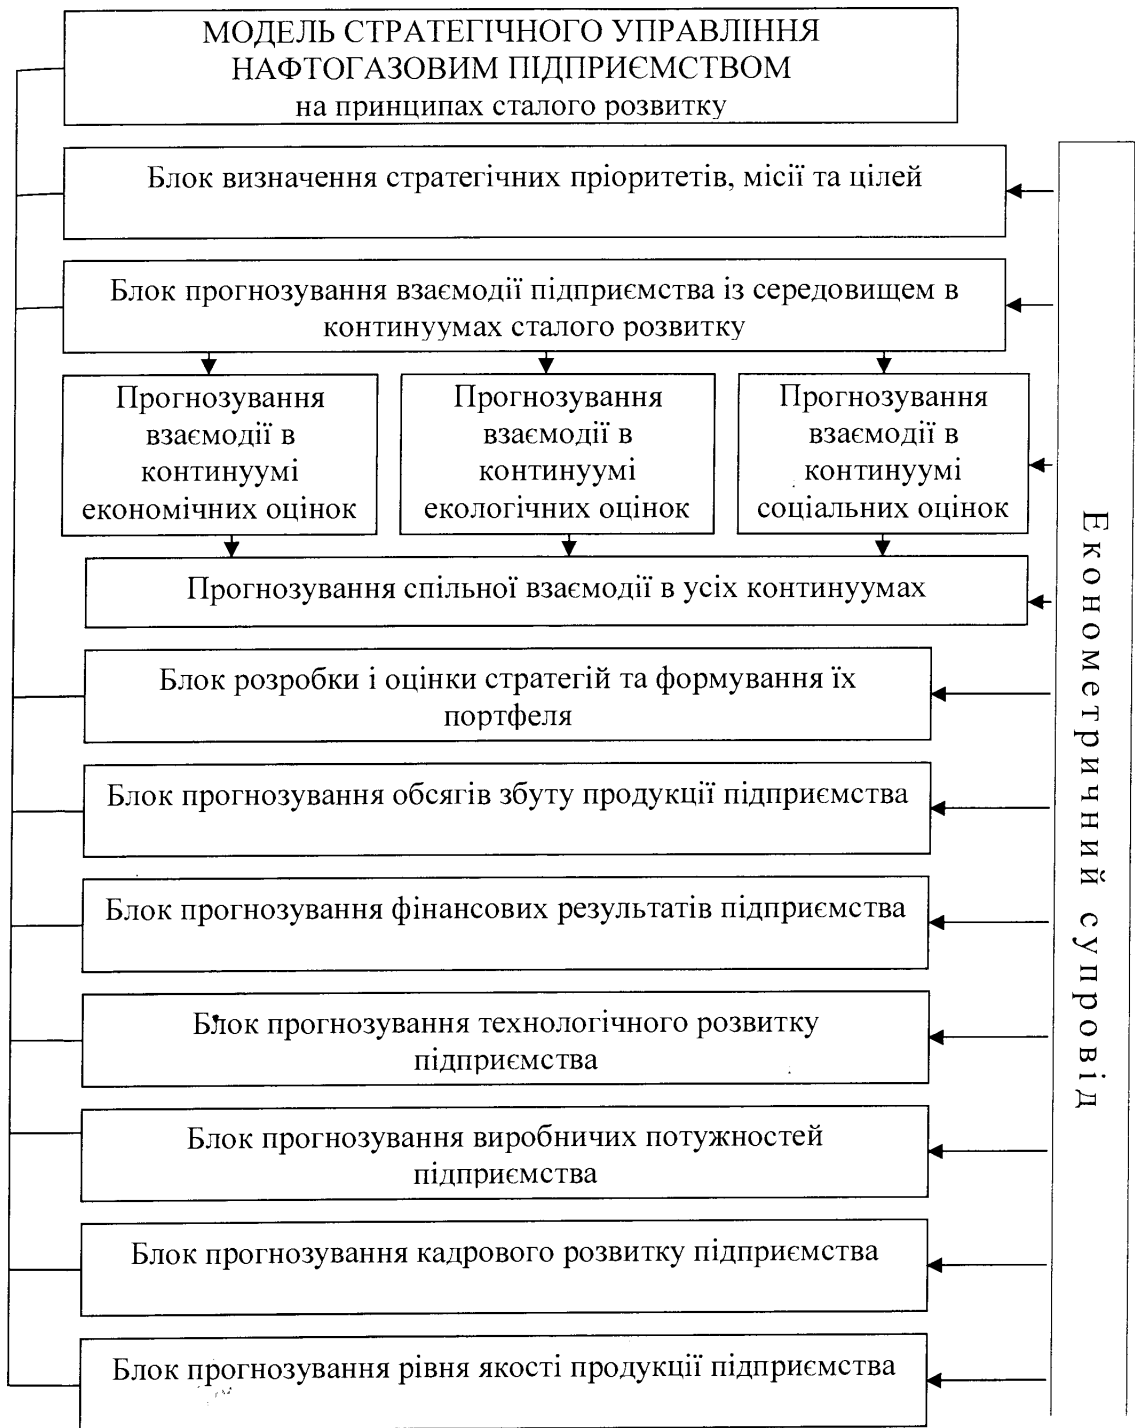 МОДЕЛЬ СТРАТЕГІЧНОГО УПРАВЛІННЯ
НАФТОГАЗОВИМ ПІДПРИЄМСТВОМ
на принципах сталого розвитку
Блок визначення стратегічних пріоритетів, місії та цілей
Блок прогнозування взаємодії підприємства із середовищем в
континуумах сталого розвитку
Прогнозування
взаємодії в
континуумі
економічних оцінок
Прогнозування
взаємодії в
континуумі
екологічних оцінок
Прогнозування
взаємодії в
континуумі
соціальних оцінок
Прогнозування спільної взаємодії в усіх континуумах
Блок розробки і оцінки стратегій та формування їх
портфеля
Блок прогнозування обсягів збуту продукції підприємства
Блок прогнозування фінансових результатів підприємства
Блок прогнозування технологічного розвитку
підприємства
Блок прогнозування виробничих потужностей
підприємства
Блок прогнозування кадрового розвитку підприємства
Блок прогнозування рівня якості продукції підприємства
Економетричний супровід